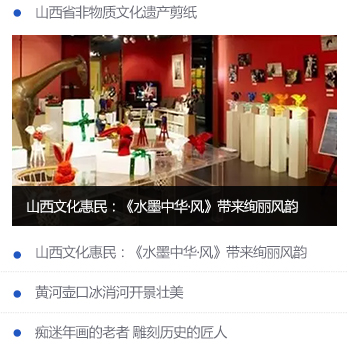 山西省非物质文化遗产剪纸
山西文化惠民：《水墨中华·风》带来绚丽风韵
山西文化惠民：《水墨中华·风》带来绚丽风韵
黄河壶口冰消河开景壮美
痴迷年画的老者 雕刻历史的匠人